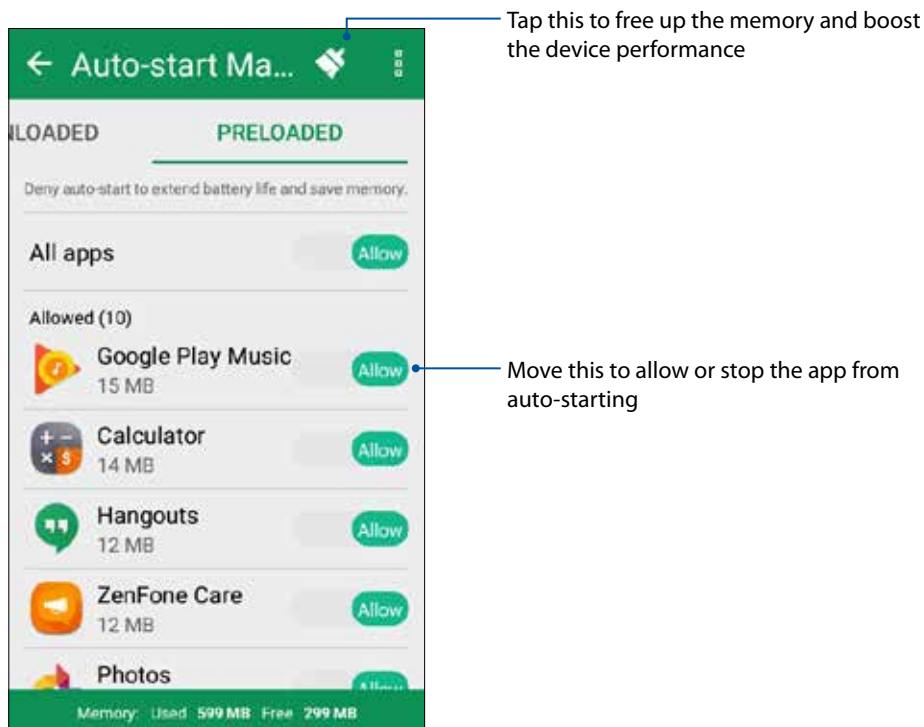 Tap this to free up the memory and boost
the device performance
Auto-start Ma...
NLOADED PRELOADED
Deny auto-start to extend battery life and save memory.
All apps Allow
Allowed (10)
Google Play Music
15 MB
Allow
Move this to allow or stop the app from
auto-starting
Calculator
14 MB
Allow
Hangouts
12 MB
Allow
ZenFone Care
12 MB
Allow
Photos
Allow
Memory: Used 599 MB Free 299 MB